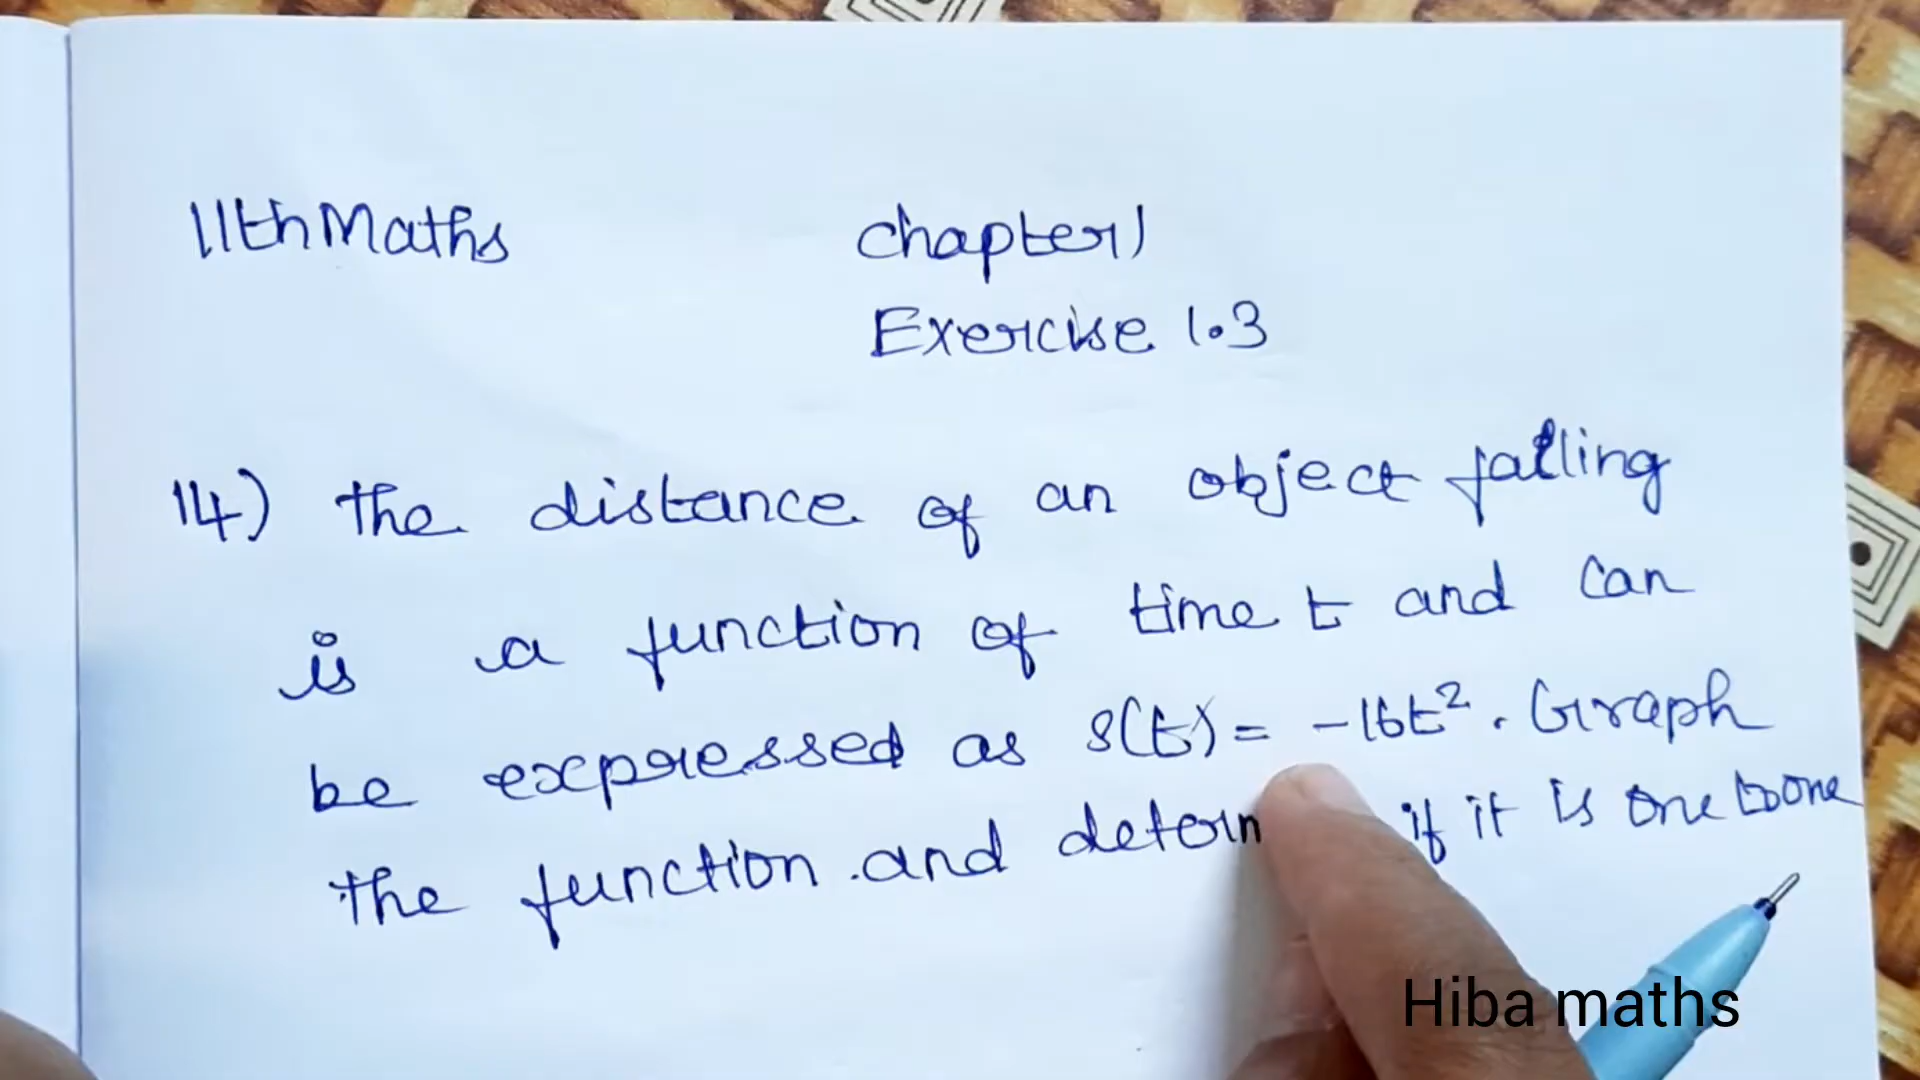 11th Maths
chapter 1
Exercise 1.3
14) the distance of an object falling
is a function of time t and can
be expressed as s(t) = -16t². Graph
the function and determ if it is one to one
Hiba maths